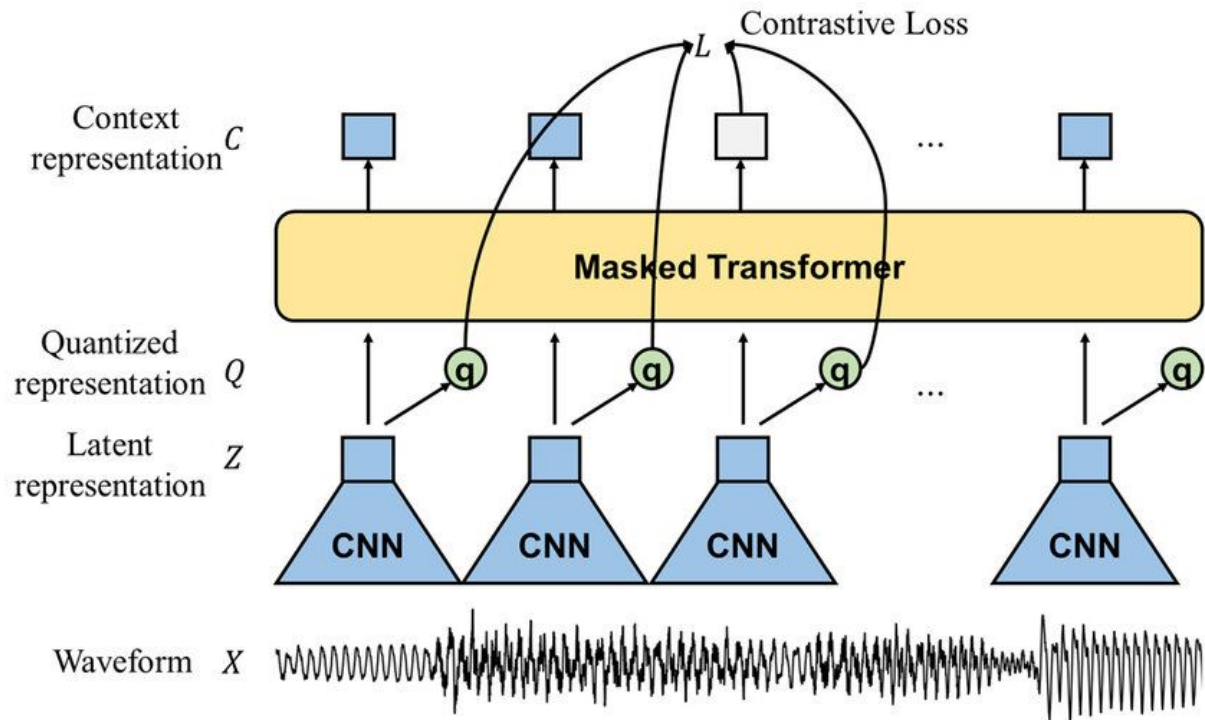 Contrastive Loss
L
Context
representation C
...
Masked Transformer
Quantized
representation Q
q q q ... q
Latent
representation Z
CNN CNN CNN CNN
Waveform X